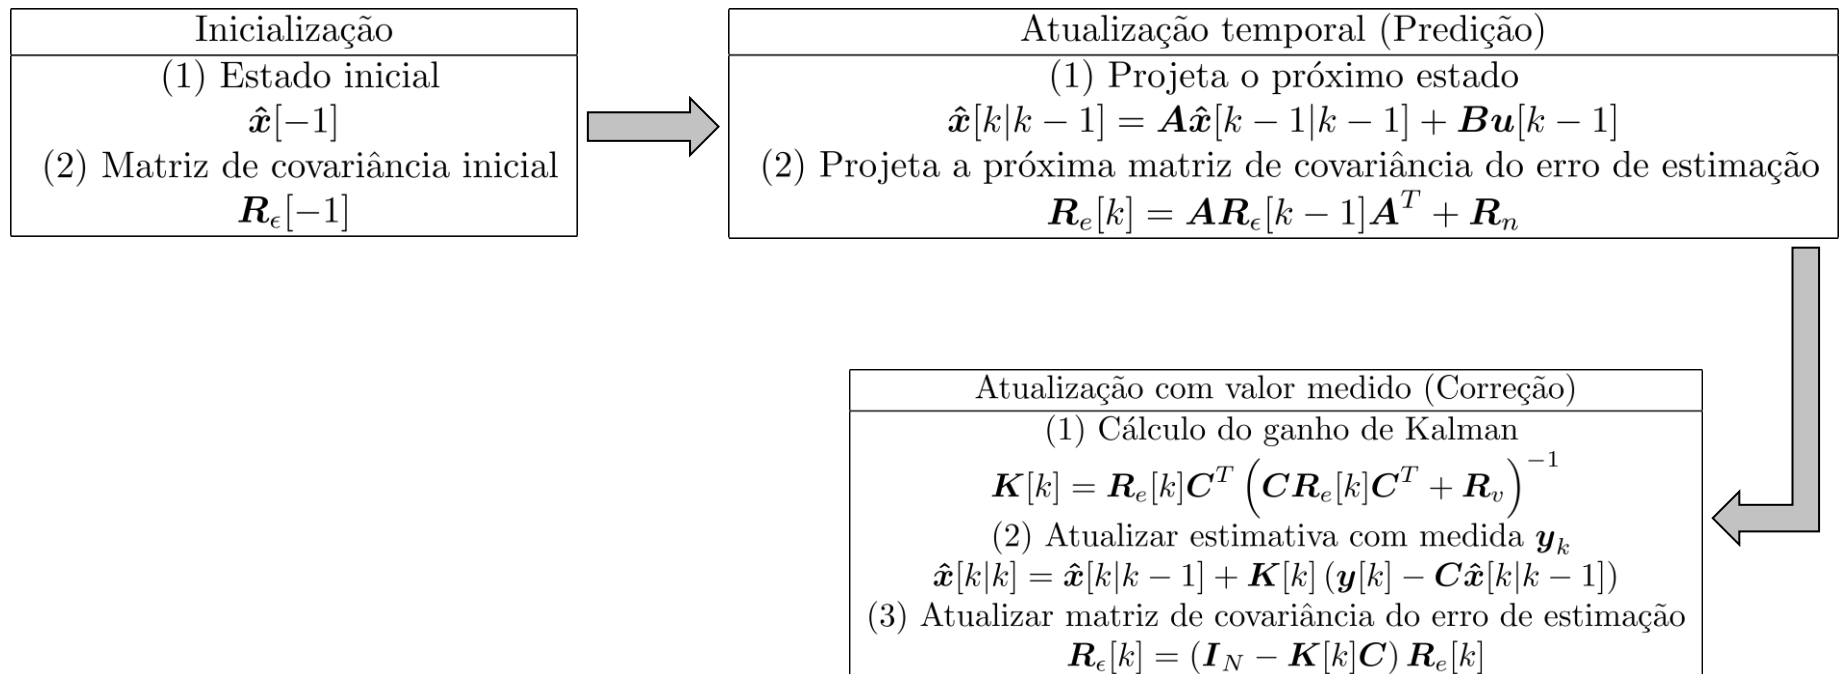 Inicialização
(1) Estado inicial
x̂[−1]
(2) Matriz de covariância inicial
R_ϵ[−1]
Atualização temporal (Predição)
(1) Projeta o próximo estado
x̂[k|k − 1] = Ax̂[k − 1|k − 1] + Bu[k − 1]
(2) Projeta a próxima matriz de covariância do erro de estimação
R_e[k] = AR_ϵ[k − 1]A^T + R_n
Atualização com valor medido (Correção)
(1) Cálculo do ganho de Kalman
K[k] = R_e[k]C^T (CR_e[k]C^T + R_v)^−1
(2) Atualizar estimativa com medida y_k
x̂[k|k] = x̂[k|k − 1] + K[k] (y[k] − Cx̂[k|k − 1])
(3) Atualizar matriz de covariância do erro de estimação
R_ϵ[k] = (I_N − K[k]C) R_e[k]